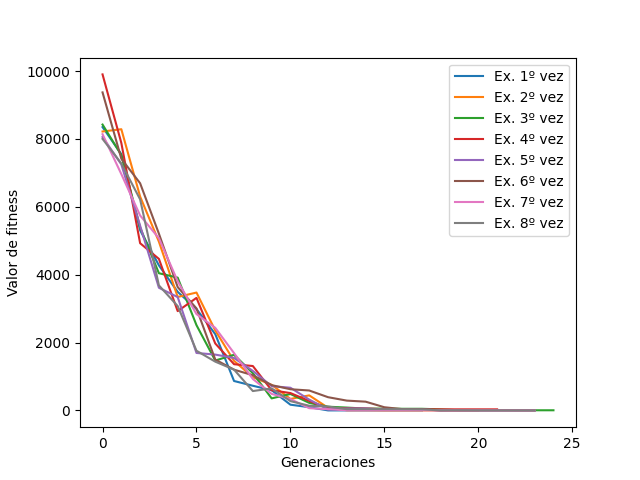 10000
8000
6000
4000
2000
0
Valor de fitness
0 5 10 15 20 25
Generaciones
Ex. 1º vez
Ex. 2º vez
Ex. 3º vez
Ex. 4º vez
Ex. 5º vez
Ex. 6º vez
Ex. 7º vez
Ex. 8º vez